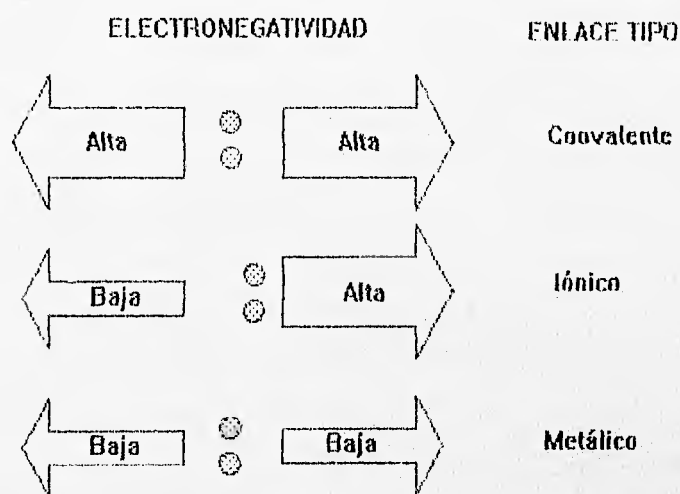 ELECTRONEGATIVIDAD ENLACE TIPO
Alta Alta Coovalente
Baja Alta Iónico
Baja Baja Metálico